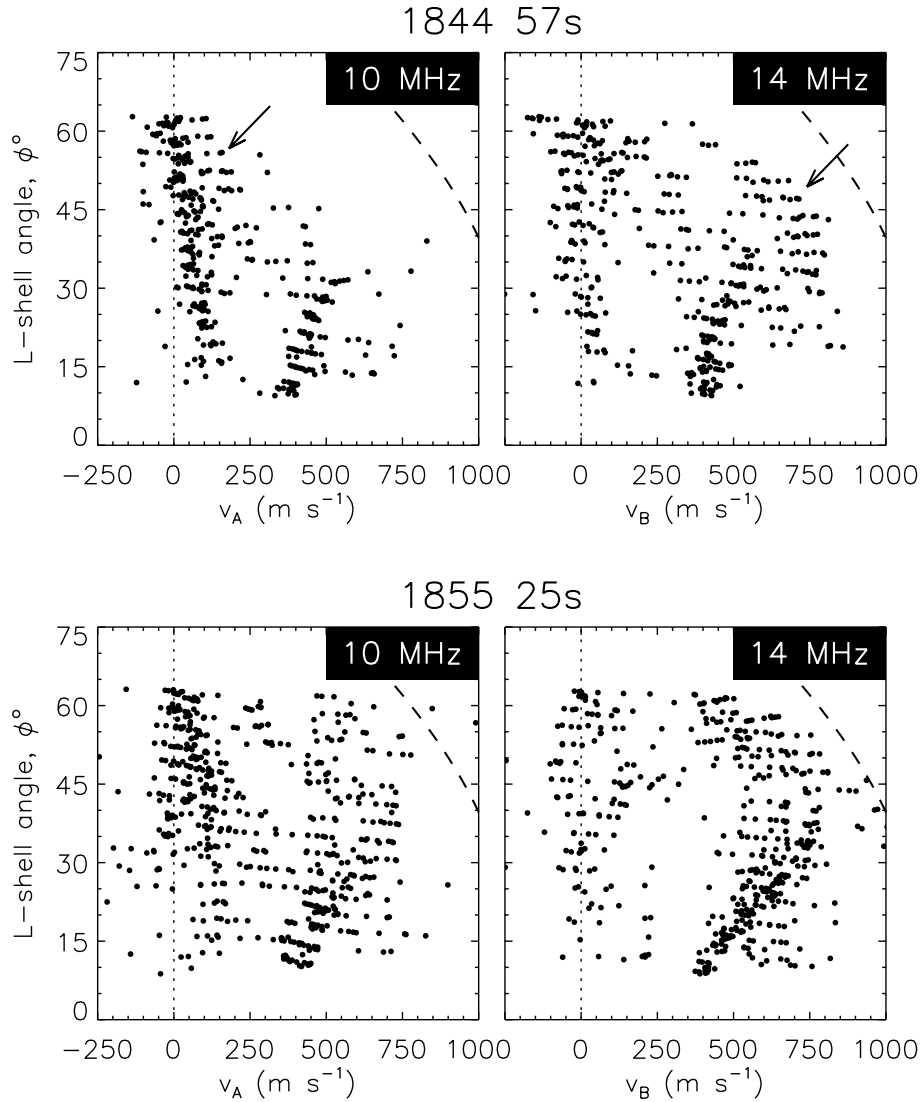 1844 57s
10 MHz
14 MHz
75
60
45
30
15
0
L-shell angle, φ°
-250 0 250 500 750 1000
0 250 500 750 1000
v_A (m s⁻¹)
v_B (m s⁻¹)
1855 25s
10 MHz
14 MHz
75
60
45
30
15
0
L-shell angle, φ°
-250 0 250 500 750 1000
0 250 500 750 1000
v_A (m s⁻¹)
v_B (m s⁻¹)